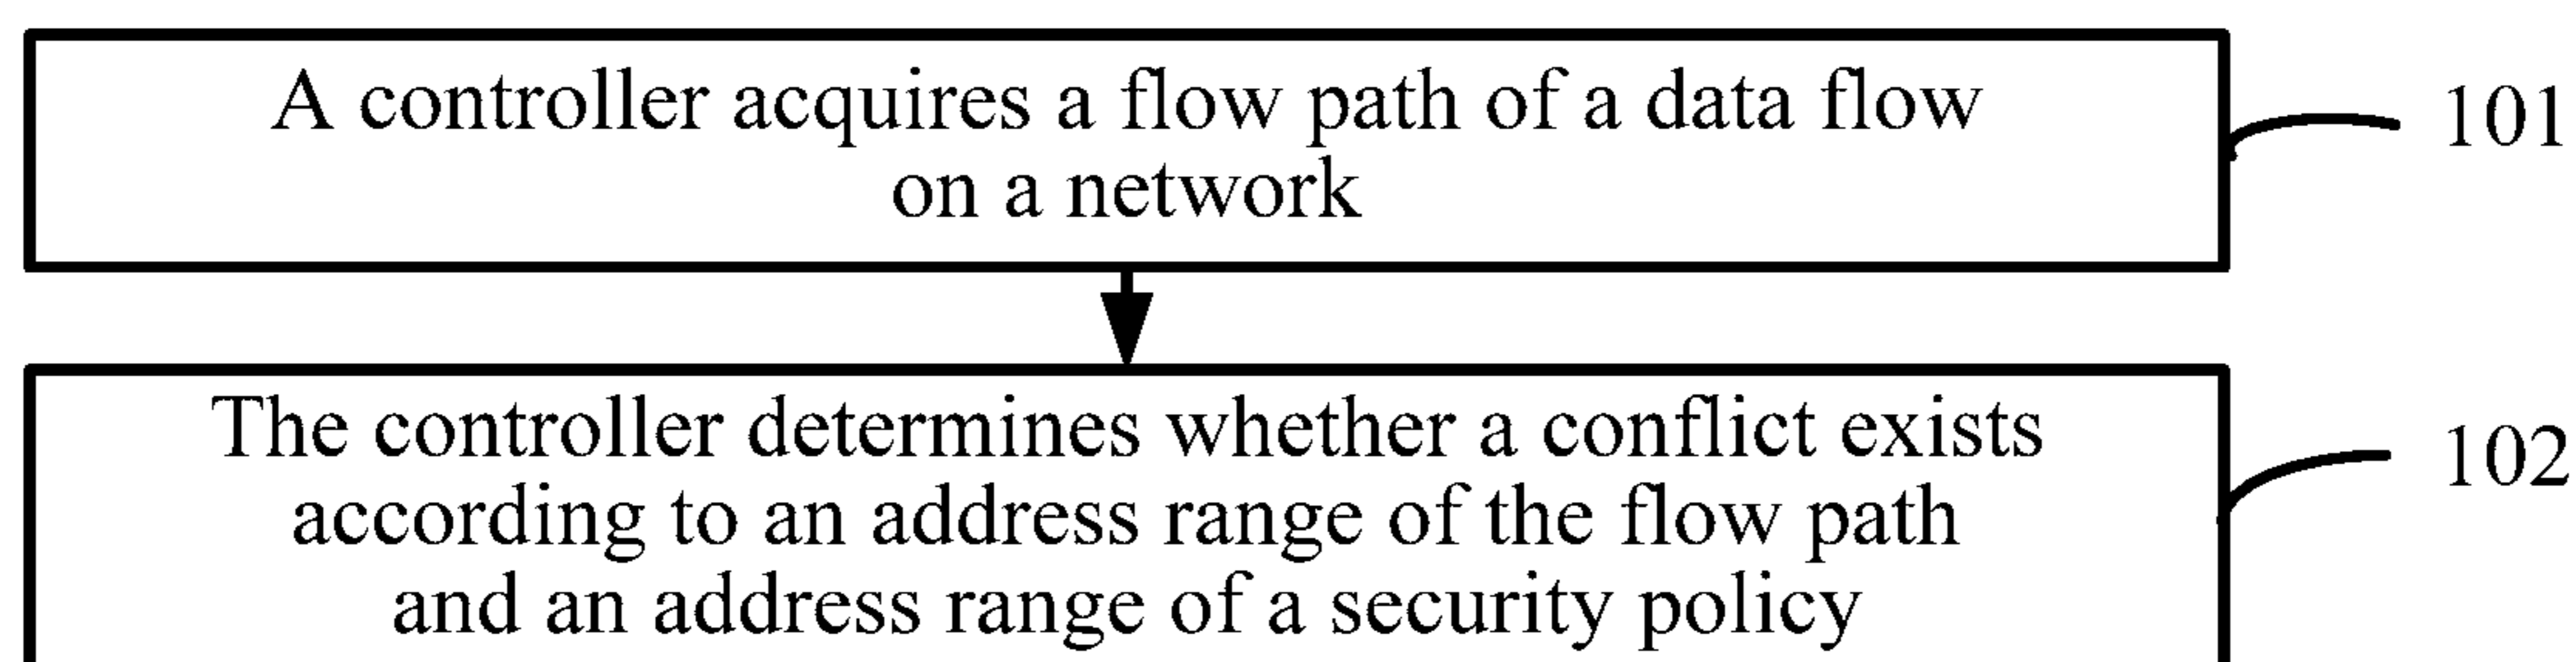 A controller acquires a flow path of a data flow
on a network
101
The controller determines whether a conflict exists
according to an address range of the flow path
and an address range of a security policy
102